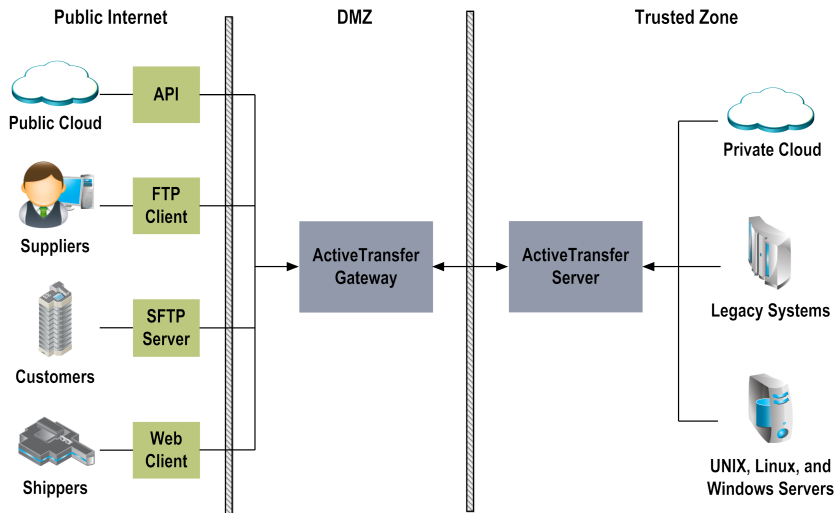 Public Internet
DMZ
Trusted Zone
Public Cloud
API
Suppliers
FTP
Client
Customers
SFTP
Server
Shippers
Web
Client
ActiveTransfer
Gateway
ActiveTransfer
Server
Private Cloud
Legacy Systems
UNIX, Linux, and
Windows Servers